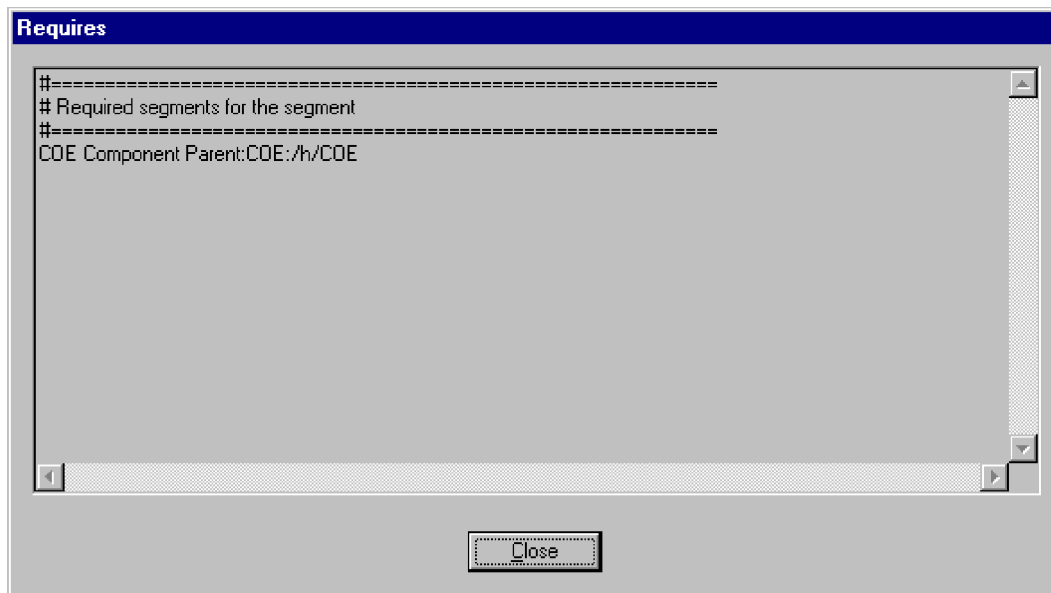 Requires
#==============================================================
# Required segments for the segment
#==============================================================
COE Component Parent:COE:/h/COE
Close